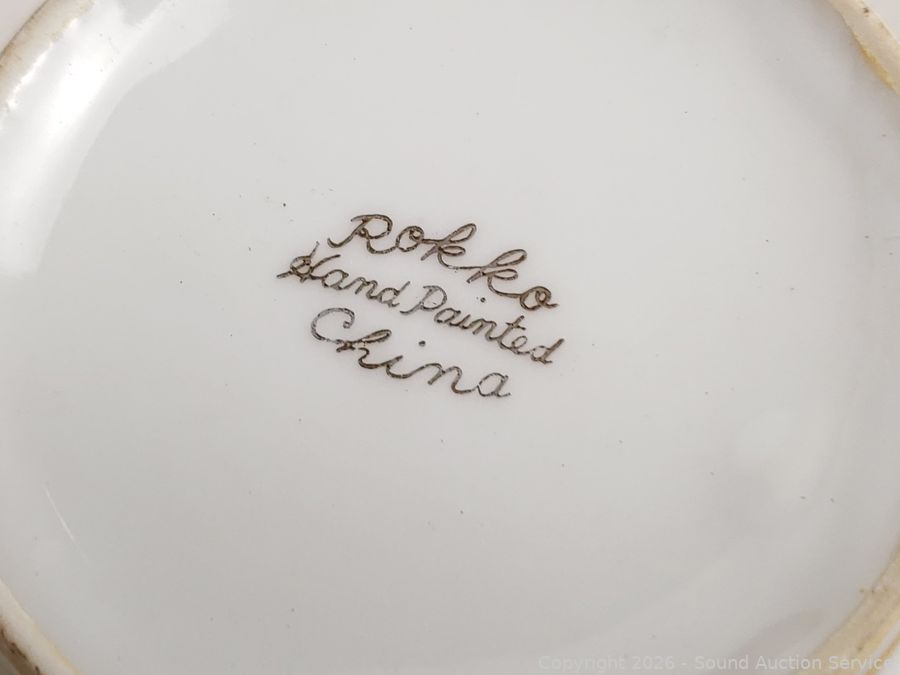 Rokko
Hand Painted
China
Copyright 2026 - Sound Auction Service